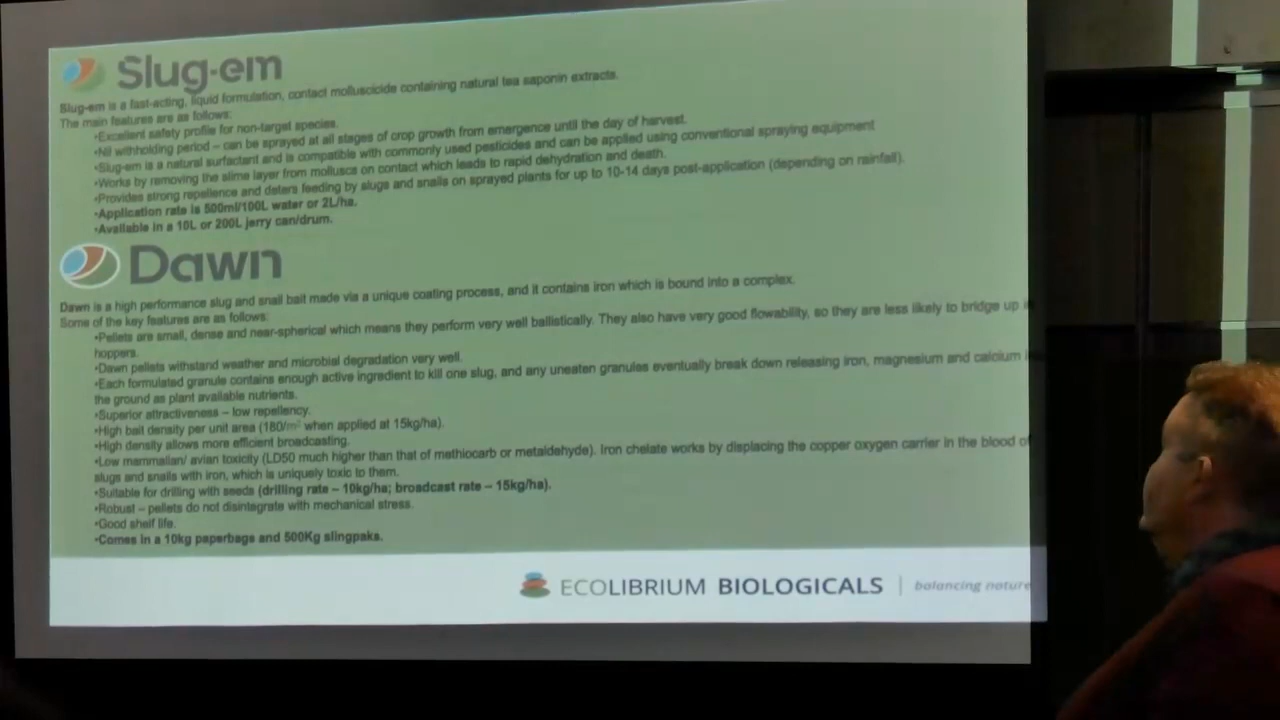 Slug-em
Slug-em is a fast-acting, liquid formulation, contact molluscicide containing natural tea saponin extracts.
The main features are as follows:
•Excellent safety profile for non-target species.
•Nil withholding period – can be sprayed at all stages of crop growth from emergence until the day of harvest.
•Slug-em is a natural surfactant and is compatible with commonly used pesticides and can be applied using conventional spraying equipment
•Works by removing the slime layer from molluscs on contact which leads to rapid dehydration and death.
•Provides strong repellence and deters feeding by slugs and snails on sprayed plants for up to 10-14 days post-application (depending on rainfall).
•Application rate is 500ml/100L water or 2L/ha.
•Available in a 10L or 200L jerry can/drum.
Dawn
Dawn is a high performance slug and snail bait made via a unique coating process, and it contains iron which is bound into a complex.
Some of the key features are as follows:
•Pellets are small, dense and near-spherical which means they perform very well ballistically. They also have very good flowability, so they are less likely to bridge up
hoppers.
•Dawn pellets withstand weather and microbial degradation very well.
•Each formulated granule contains enough active ingredient to kill one slug, and any uneaten granules eventually break down releasing iron, magnesium and calcium
the ground as plant available nutrients.
•Superior attractiveness – low repellency.
•High bait density per unit area (180/m² when applied at 15kg/ha).
•High density allows more efficient broadcasting.
•Low mammalian/ avian toxicity (LD50 much higher than that of methiocarb or metaldehyde). Iron chelate works by displacing the copper oxygen carrier in the blood of
slugs and snails with iron, which is uniquely toxic to them.
•Suitable for drilling with seeds (drilling rate – 10kg/ha; broadcast rate – 15kg/ha).
•Robust – pellets do not disintegrate with mechanical stress.
•Good shelf life.
•Comes in a 10kg paperbags and 500Kg slingpaks.
ECOLIBRIUM BIOLOGICALS | balancing nature